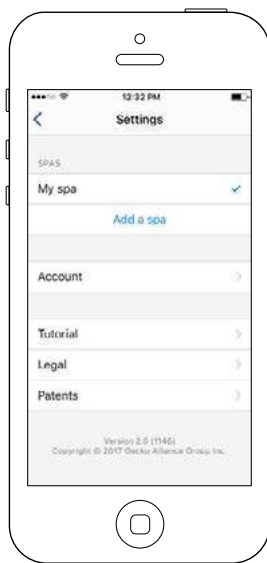 12:32 PM
Settings
SPAS
My spa
Add a spa
Account
Tutorial
Legal
Patents
Version 2.0 (1146)
Copyright © 2017 Gecko Alliance Group Inc.